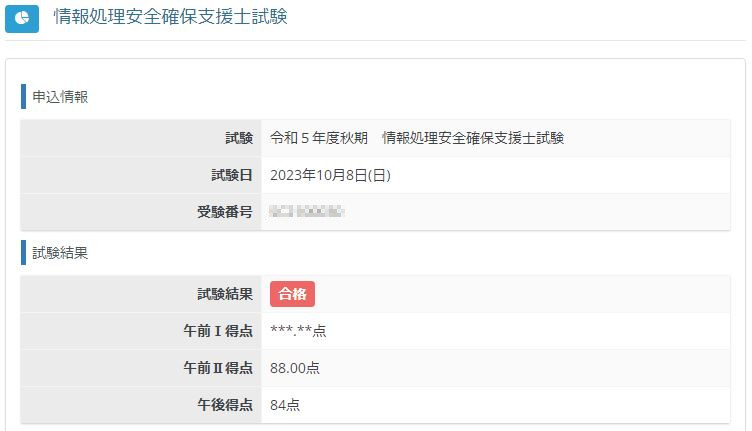 情報処理安全確保支援士試験
申込情報
試験 令和５年度秋期　情報処理安全確保支援士試験
試験日 2023年10月8日(日)
受験番号
試験結果
試験結果 合格
午前Ⅰ得点 ***.**点
午前Ⅱ得点 88.00点
午後得点 84点